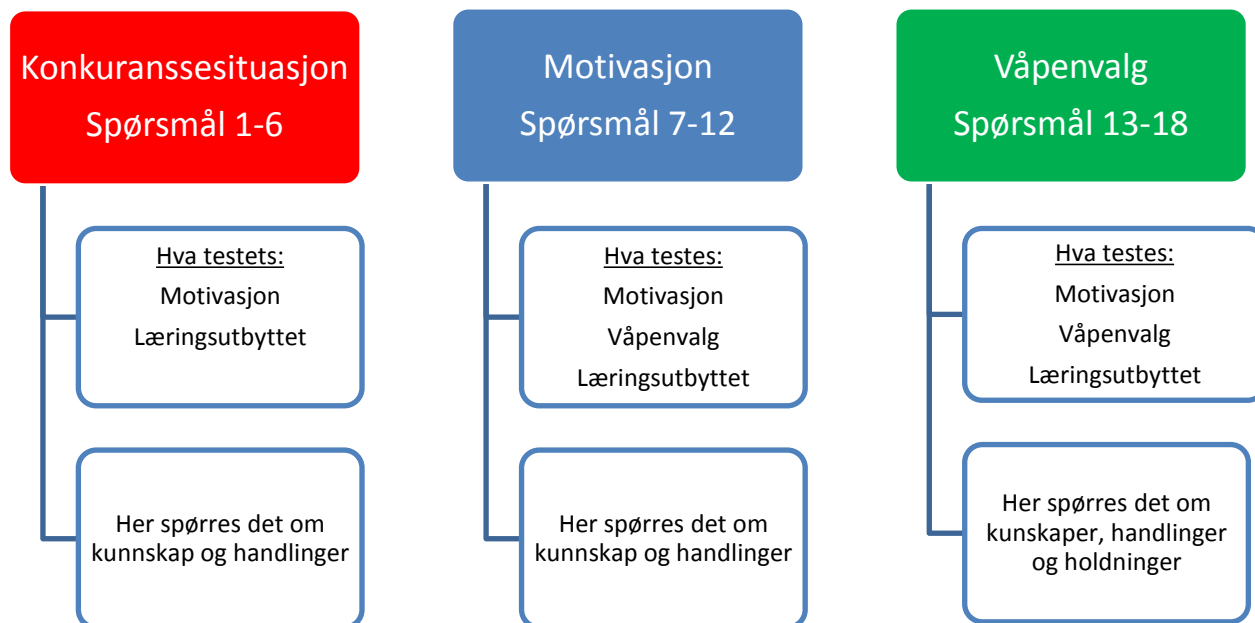 Konkuranssesituasjon
Spørsmål 1-6
Hva testets:
Motivasjon
Læringsutbyttet
Her spørres det om
kunnskap og handlinger
Motivasjon
Spørsmål 7-12
Hva testes:
Motivasjon
Våpenvalg
Læringsutbyttet
Her spørres det om
kunnskap og handlinger
Våpenvalg
Spørsmål 13-18
Hva testes:
Motivasjon
Våpenvalg
Læringsutbyttet
Her spørres det om
kunskaper, handlinger
og holdninger